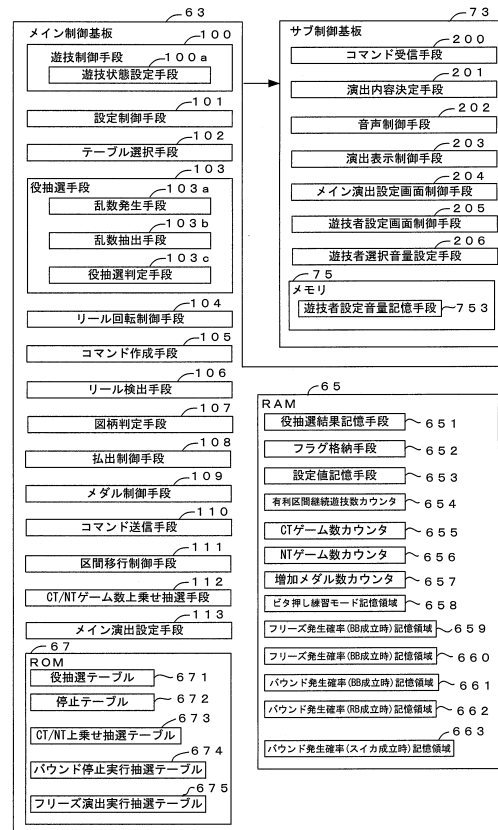 63
メイン制御基板
100
遊技制御手段
100a
遊技状態設定手段
101
設定制御手段
102
テーブル選択手段
103
役抽選手段
103a
乱数発生手段
103b
乱数抽出手段
103c
役抽選判定手段
104
リール回転制御手段
105
コマンド作成手段
106
リール検出手段
107
図柄判定手段
108
払出制御手段
109
メダル制御手段
110
コマンド送信手段
111
区間移行制御手段
112
CT/NTゲーム数上乗せ抽選手段
113
メイン演出設定手段
67
ROM
役抽選テーブル
671
停止テーブル
672
673
CT/NT上乗せ抽選テーブル
674
バウンド停止実行抽選テーブル
675
フリーズ演出実行抽選テーブル
73
サブ制御基板
200
コマンド受信手段
201
演出内容決定手段
202
音声制御手段
203
演出表示制御手段
204
メイン演出設定画面制御手段
205
遊技者設定画面制御手段
206
遊技者選択音量設定手段
75
メモリ
遊技者設定音量記憶手段
753
65
RAM
役抽選結果記憶手段
651
フラグ格納手段
652
設定値記憶手段
653
有利区間継続遊技数カウンタ
654
CTゲーム数カウンタ
655
NTゲーム数カウンタ
656
増加メダル数カウンタ
657
ビタ押し練習モード記憶領域
658
フリーズ発生確率(BB成立時)記憶領域
659
フリーズ発生確率(BB成立時)記憶領域
660
バウンド発生確率(BB成立時)記憶領域
661
バウンド発生確率(RB成立時)記憶領域
662
663
バウンド発生確率(スイカ成立時)記憶領域